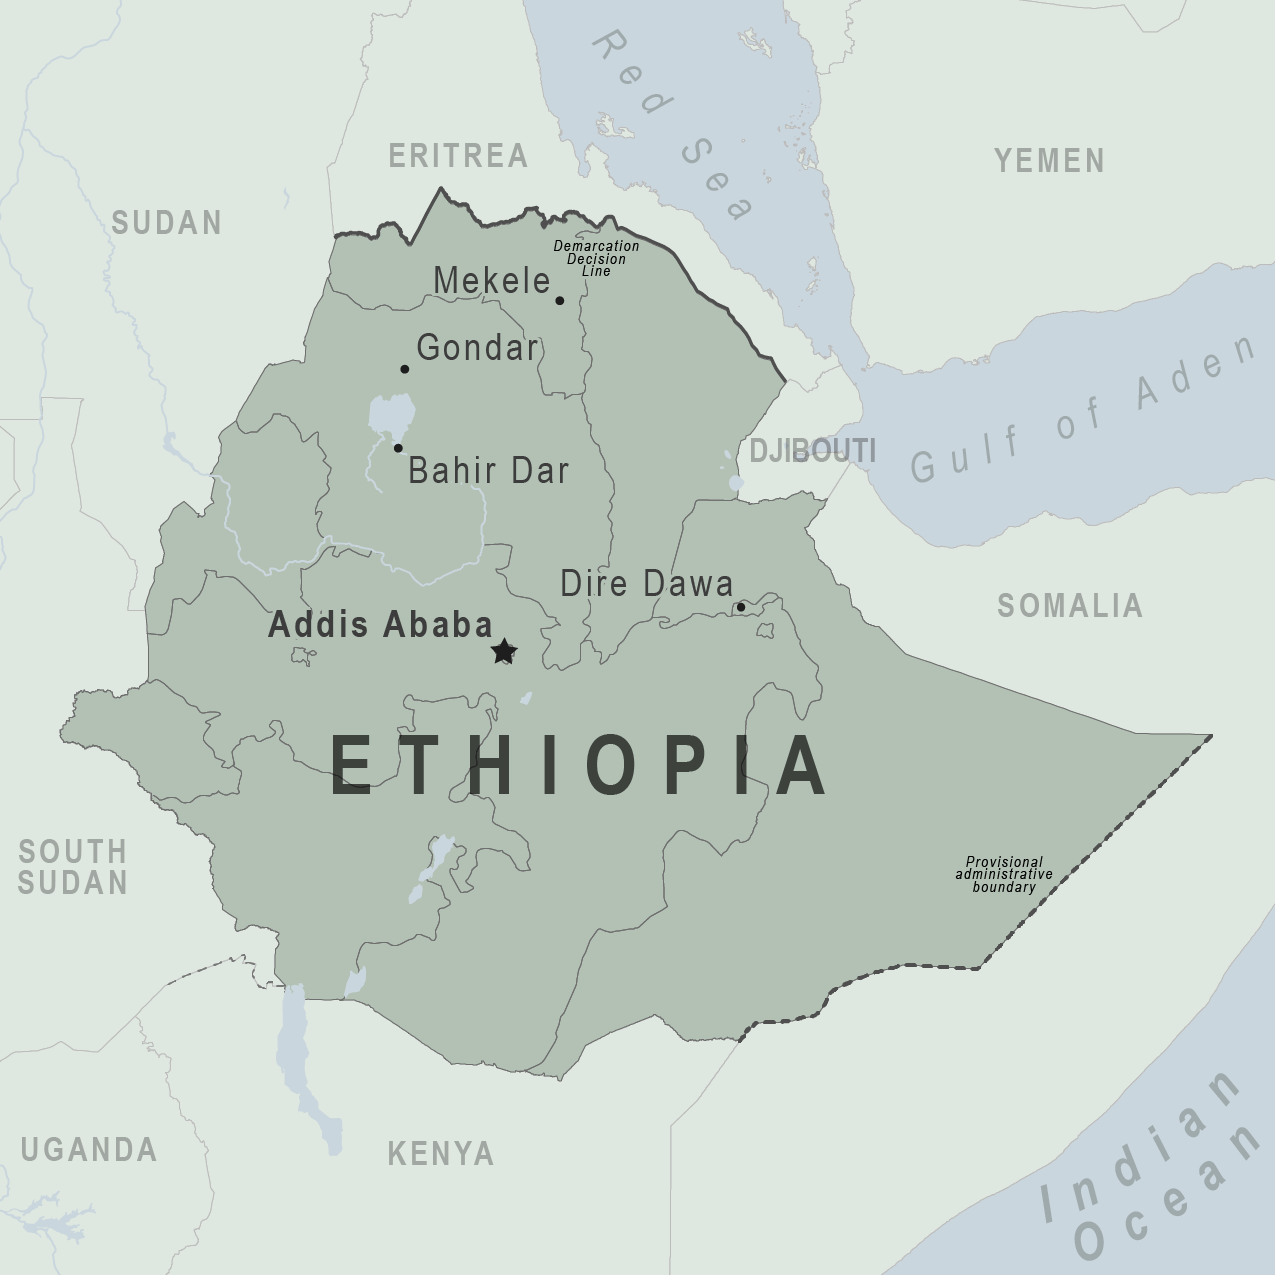 Red Sea
ERITREA
YEMEN
SUDAN
Demarcation
Decision
Line
Mekele
Gondar
Gulf of Aden
DJIBOUTI
Bahir Dar
Dire Dawa
SOMALIA
Addis Ababa
ETHIOPIA
SOUTH
SUDAN
Provisional
administrative
boundary
UGANDA
KENYA
Indian
Ocean